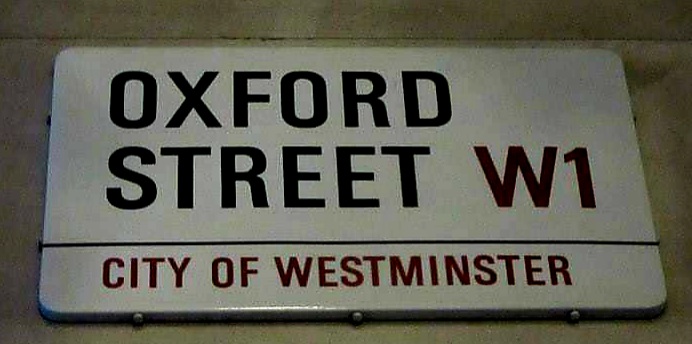 OXFORD
STREET W1
CITY OF WESTMINSTER